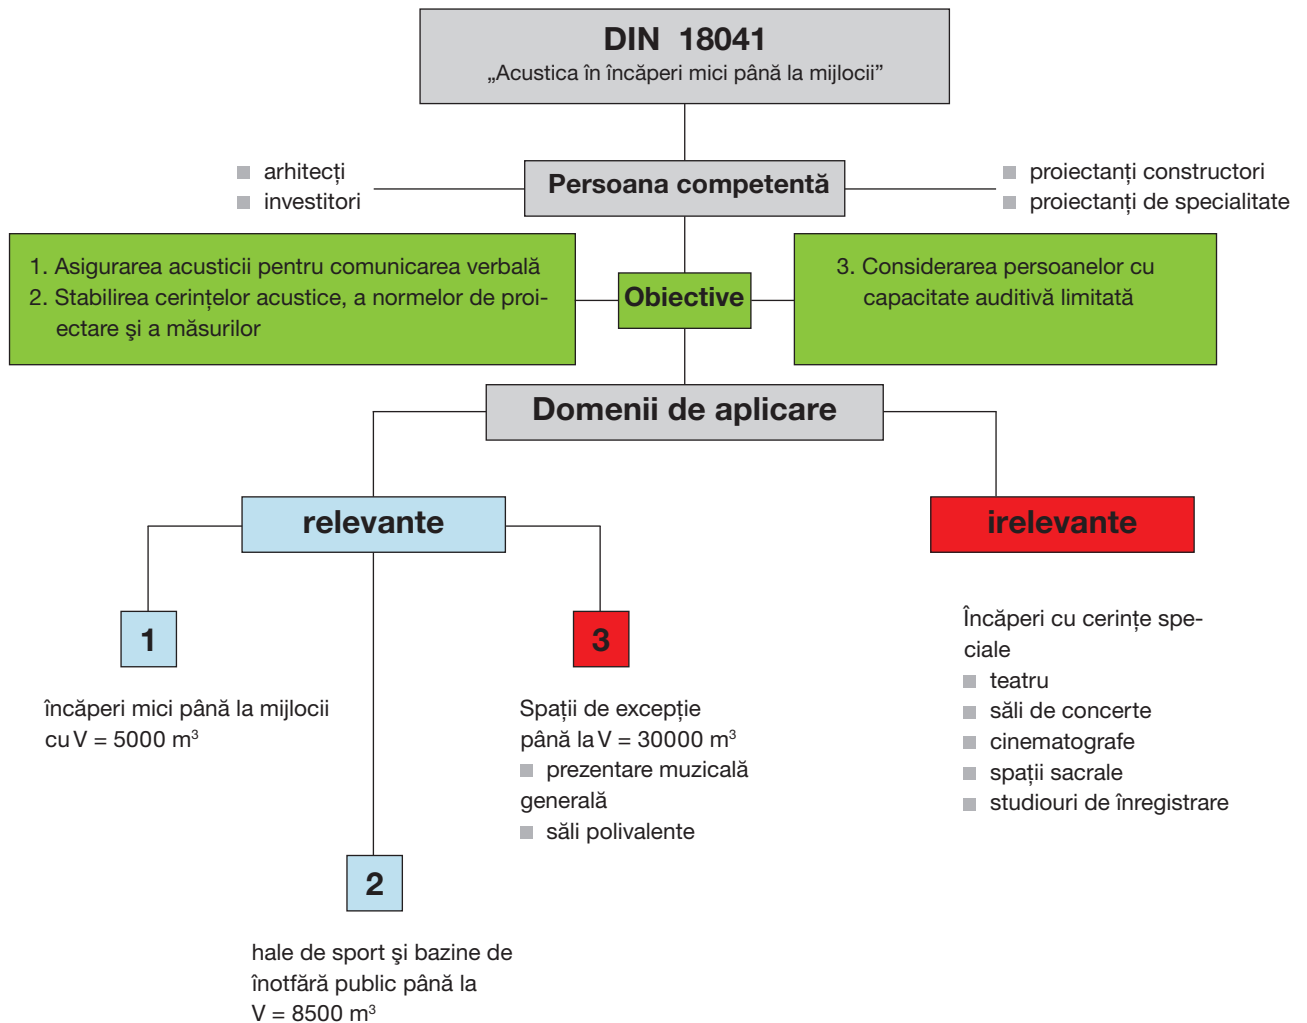 DIN 18041
„Acustica în încăperi mici până la mijlocii”
arhitecți
investitori
Persoana competentă
proiectanți constructori
proiectanți de specialitate
1. Asigurarea acusticii pentru comunicarea verbală
2. Stabilirea cerințelor acustice, a normelor de proi-
ectare şi a măsurilor
Obiective
3. Considerarea persoanelor cu
capacitate auditivă limitată
Domenii de aplicare
relevante
irelevante
1
încăperi mici până la mijlocii
cu V = 5000 m³
2
hale de sport şi bazine de
înotfără public până la
V = 8500 m³
3
Spații de excepție
până la V = 30000 m³
prezentare muzicală
generală
săli polivalente
Încăperi cu cerințe spe-
ciale
teatru
săli de concerte
cinematografe
spații sacrale
studiouri de înregistrare